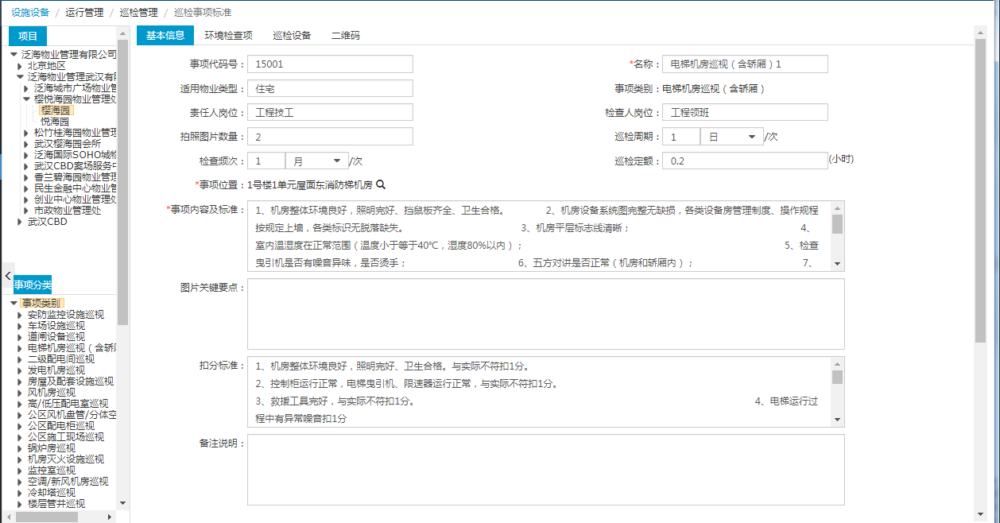 设施设备 / 运行管理 / 巡检管理 / 巡检事项标准
项目
泛海物业管理有限公司
北京地区
泛海物业管理武汉有限
泛海城市广场物业管
樱悦海园物业管理处
樱海园
悦海园
松竹桂海园物业管理
武汉樱海园会所
泛海国际SOHO城物
武汉CBD案场服务中
香兰碧海园物业管理
民生金融中心物业管
创业中心物业管理处
市政物业管理处
武汉CBD
事项分类
事项类别
安防监控设施巡视
车场设施巡视
道闸设备巡视
电梯机房巡视（含轿厢
二级配电间巡视
发电机房巡视
房屋及配套设施巡视
风机房巡视
高/低压配电室巡视
公区风机盘管/分体空
公区配电柜巡视
公区施工现场巡视
锅炉房巡视
机房灭火设施巡视
监控室巡视
空调/新风机房巡视
冷却塔巡视
楼层管井巡视
基本信息 环境检查项 巡检设备 二维码
事项代码号： 15001 *名称： 电梯机房巡视（含轿厢）1
适用物业类型： 住宅 事项类别：电梯机房巡视（含轿厢）
责任人岗位： 工程技工 检查人岗位： 工程领班
拍照图片数量： 2 巡检周期： 1 日 /次
检查频次： 1 月 /次 巡检定额： 0.2 (小时)
*事项位置：1号楼1单元屋面东消防梯机房
*事项内容及标准： 1、机房整体环境良好，照明完好、挡鼠板齐全、卫生合格。 2、机房设备系统图完整无缺损，各类设备房管理制度、操作规程
按规定上墙，各类标识无脱落缺失。 3、机房平层标志线清晰； 4、
室内温湿度在正常范围（温度小于等于40℃，湿度80%以内）； 5、检查
曳引机是否有噪音异味，是否烫手； 6、五方对讲是否正常（机房和轿厢内）； 7、
图片关键要点：
扣分标准： 1、机房整体环境良好，照明完好、卫生合格。与实际不符扣1分。
2、控制柜运行正常，电梯曳引机、限速器运行正常，与实际不符扣1分。
3、救援工具完好，与实际不符扣1分。 4、电梯运行过
程中有异常噪音扣1分
备注说明：